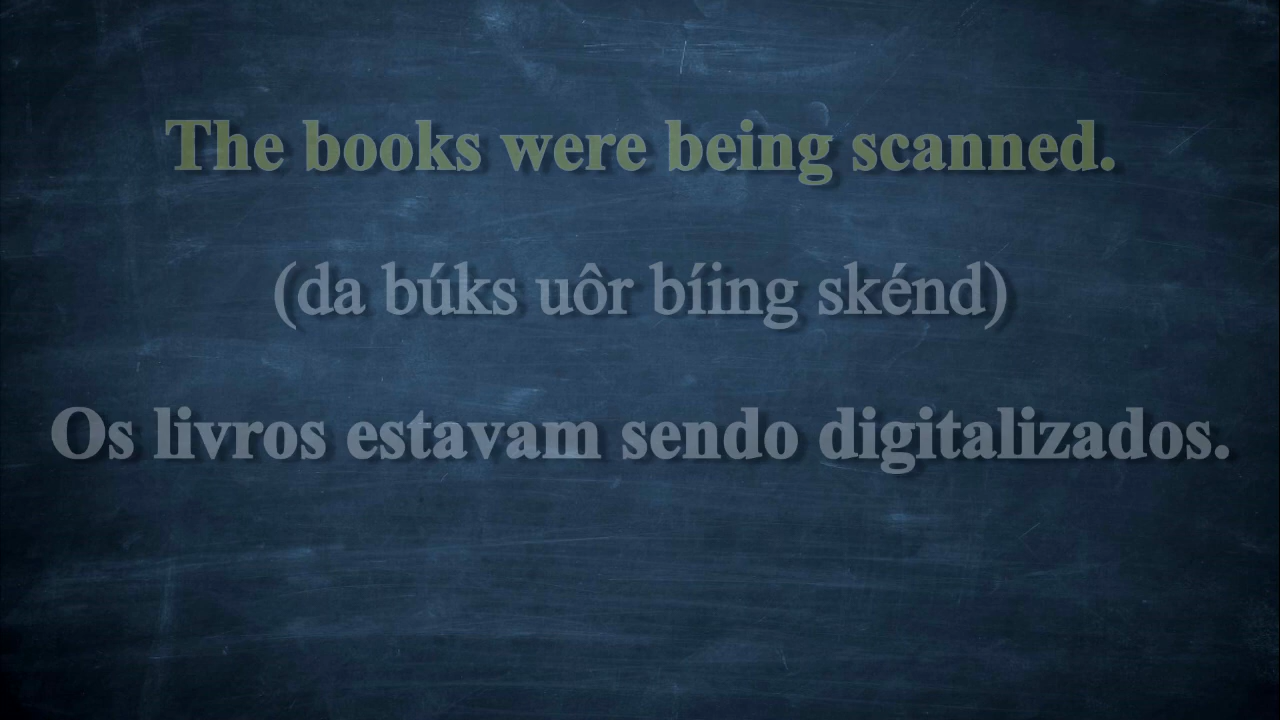 The books were being scanned.
(da búks uôr bíing skénd)
Os livros estavam sendo digitalizados.